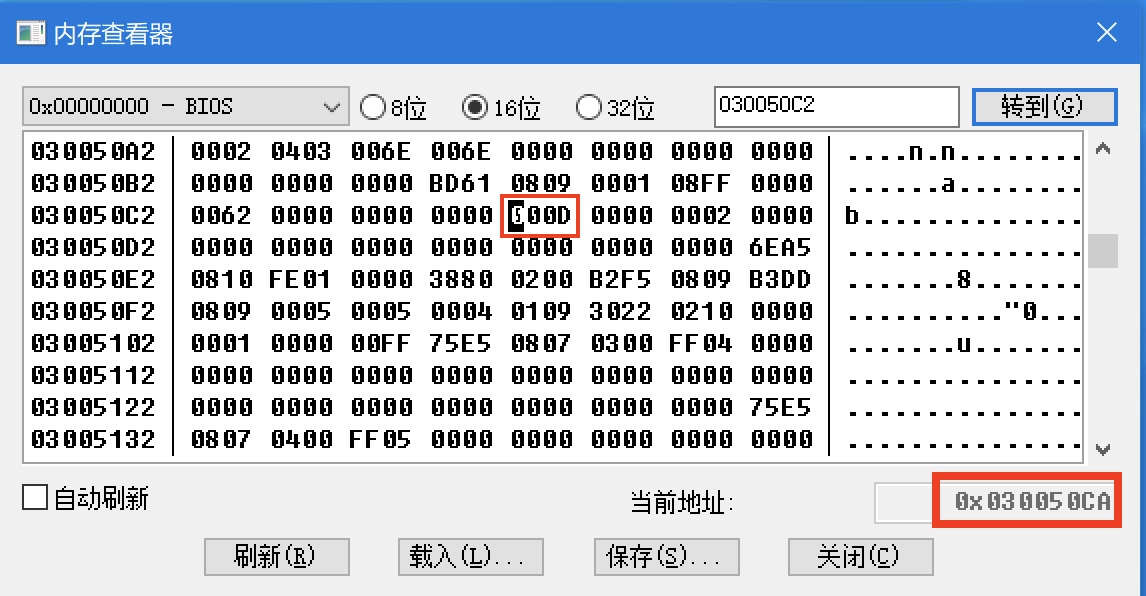 内存查看器
0x00000000 - BIOS 8位 16位 32位 030050C2 转到(G)
030050A2 0002 0403 006E 006E 0000 0000 0000 0000 ....n.n.........
030050B2 0000 0000 0000 BD61 0809 0001 08FF 0000 ......a.........
030050C2 0062 0000 0000 0000 000D 0000 0002 0000 b...............
030050D2 0000 0000 0000 0000 0000 0000 0000 6EA5 ................
030050E2 0810 FE01 0000 3880 0200 B2F5 0809 B3DD .......8........
030050F2 0809 0005 0005 0004 0109 3022 0210 0000 .........."0....
03005102 0001 0000 00FF 75E5 0807 0300 FF04 0000 .......u........
03005112 0000 0000 0000 0000 0000 0000 0000 0000 ................
03005122 0000 0000 0000 0000 0000 0000 0000 75E5 ................
03005132 0807 0400 FF05 0000 0000 0000 0000 0000 ................
自动刷新 当前地址: 0x030050CA
刷新(R) 载入(L)... 保存(S)... 关闭(C)